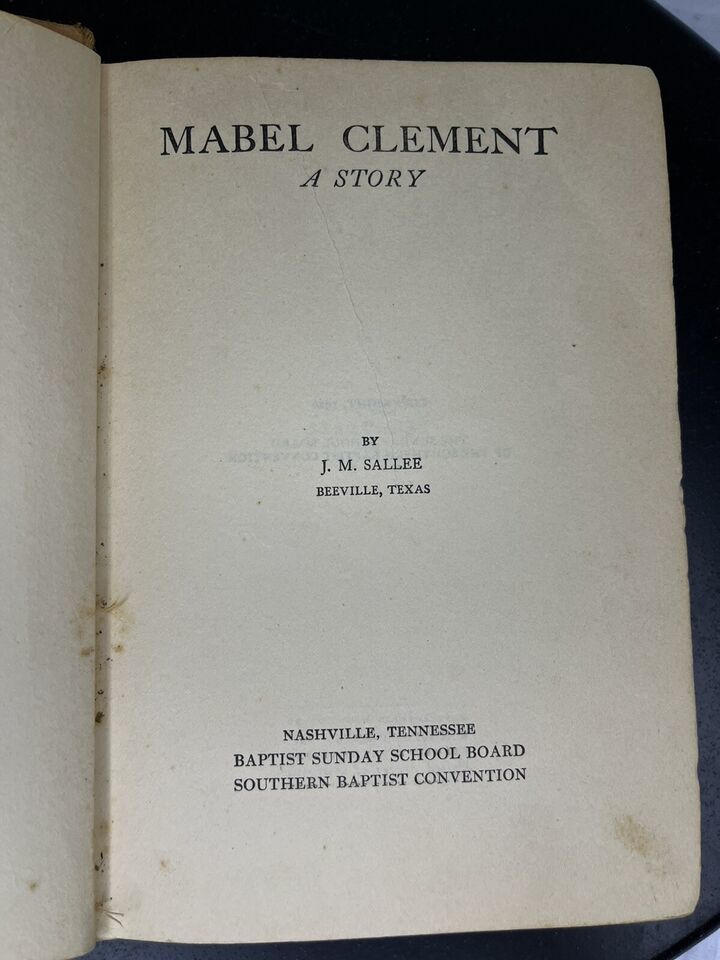 MABEL CLEMENT
A STORY
BY
J. M. SALLEE
BEEVILLE, TEXAS
NASHVILLE, TENNESSEE
BAPTIST SUNDAY SCHOOL BOARD
SOUTHERN BAPTIST CONVENTION